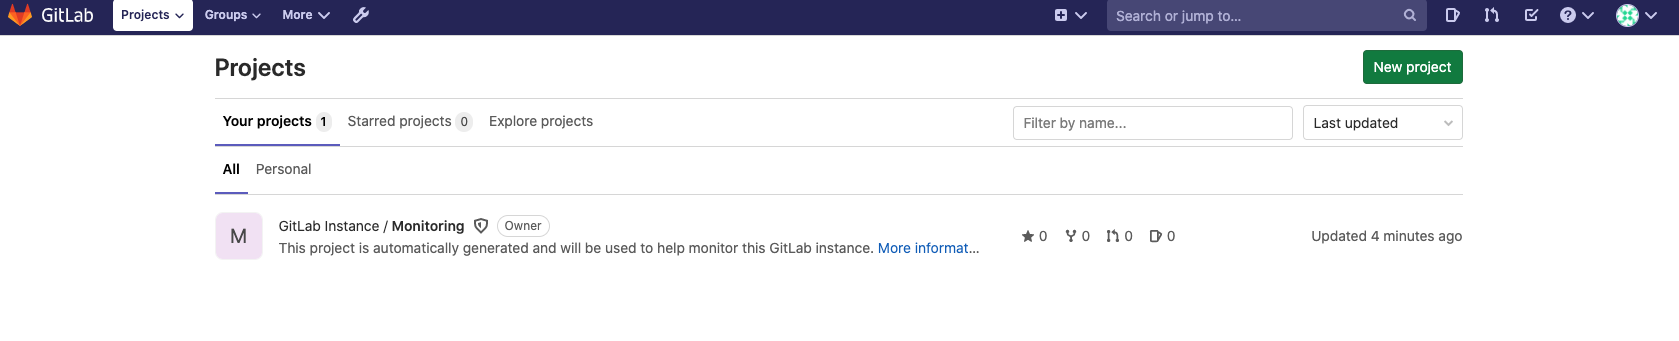 GitLab Projects Groups More Search or jump to...
Projects New project
Your projects 1 Starred projects 0 Explore projects Filter by name... Last updated
All Personal
M GitLab Instance / Monitoring Owner
This project is automatically generated and will be used to help monitor this GitLab instance. More informat... 0 0 0 0 Updated 4 minutes ago